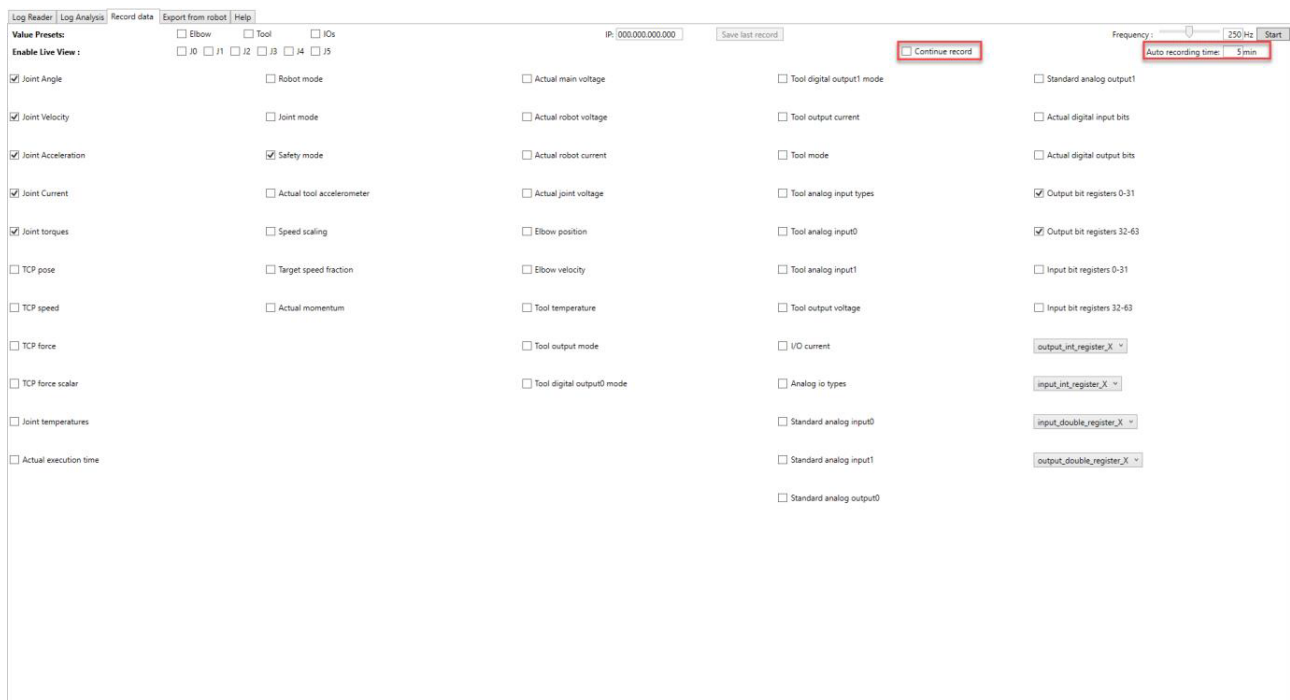 Log Reader Log Analysis Record data Export from robot Help
Value Presets: Elbow Tool IOs IP: 000.000.000.000 Save last record Frequency: 250 Hz Start
Enable Live View : J0 J1 J2 J3 J4 J5 Continue record Auto recording time: 5 min
Joint Angle Robot mode Actual main voltage Tool digital output1 mode Standard analog output1
Joint Velocity Joint mode Actual robot voltage Tool output current Actual digital input bits
Joint Acceleration Safety mode Actual robot current Tool mode Actual digital output bits
Joint Current Actual tool accelerometer Actual joint voltage Tool analog input types Output bit registers 0-31
Joint torques Speed scaling Elbow position Tool analog input0 Output bit registers 32-63
TCP pose Target speed fraction Elbow velocity Tool analog input1 Input bit registers 0-31
TCP speed Actual momentum Tool temperature Tool output voltage Input bit registers 32-63
TCP force Tool output mode I/O current output_int_register_X
TCP force scalar Tool digital output0 mode Analog io types input_int_register_X
Joint temperatures Standard analog input0 input_double_register_X
Actual execution time Standard analog input1 output_double_register_X
Standard analog output0